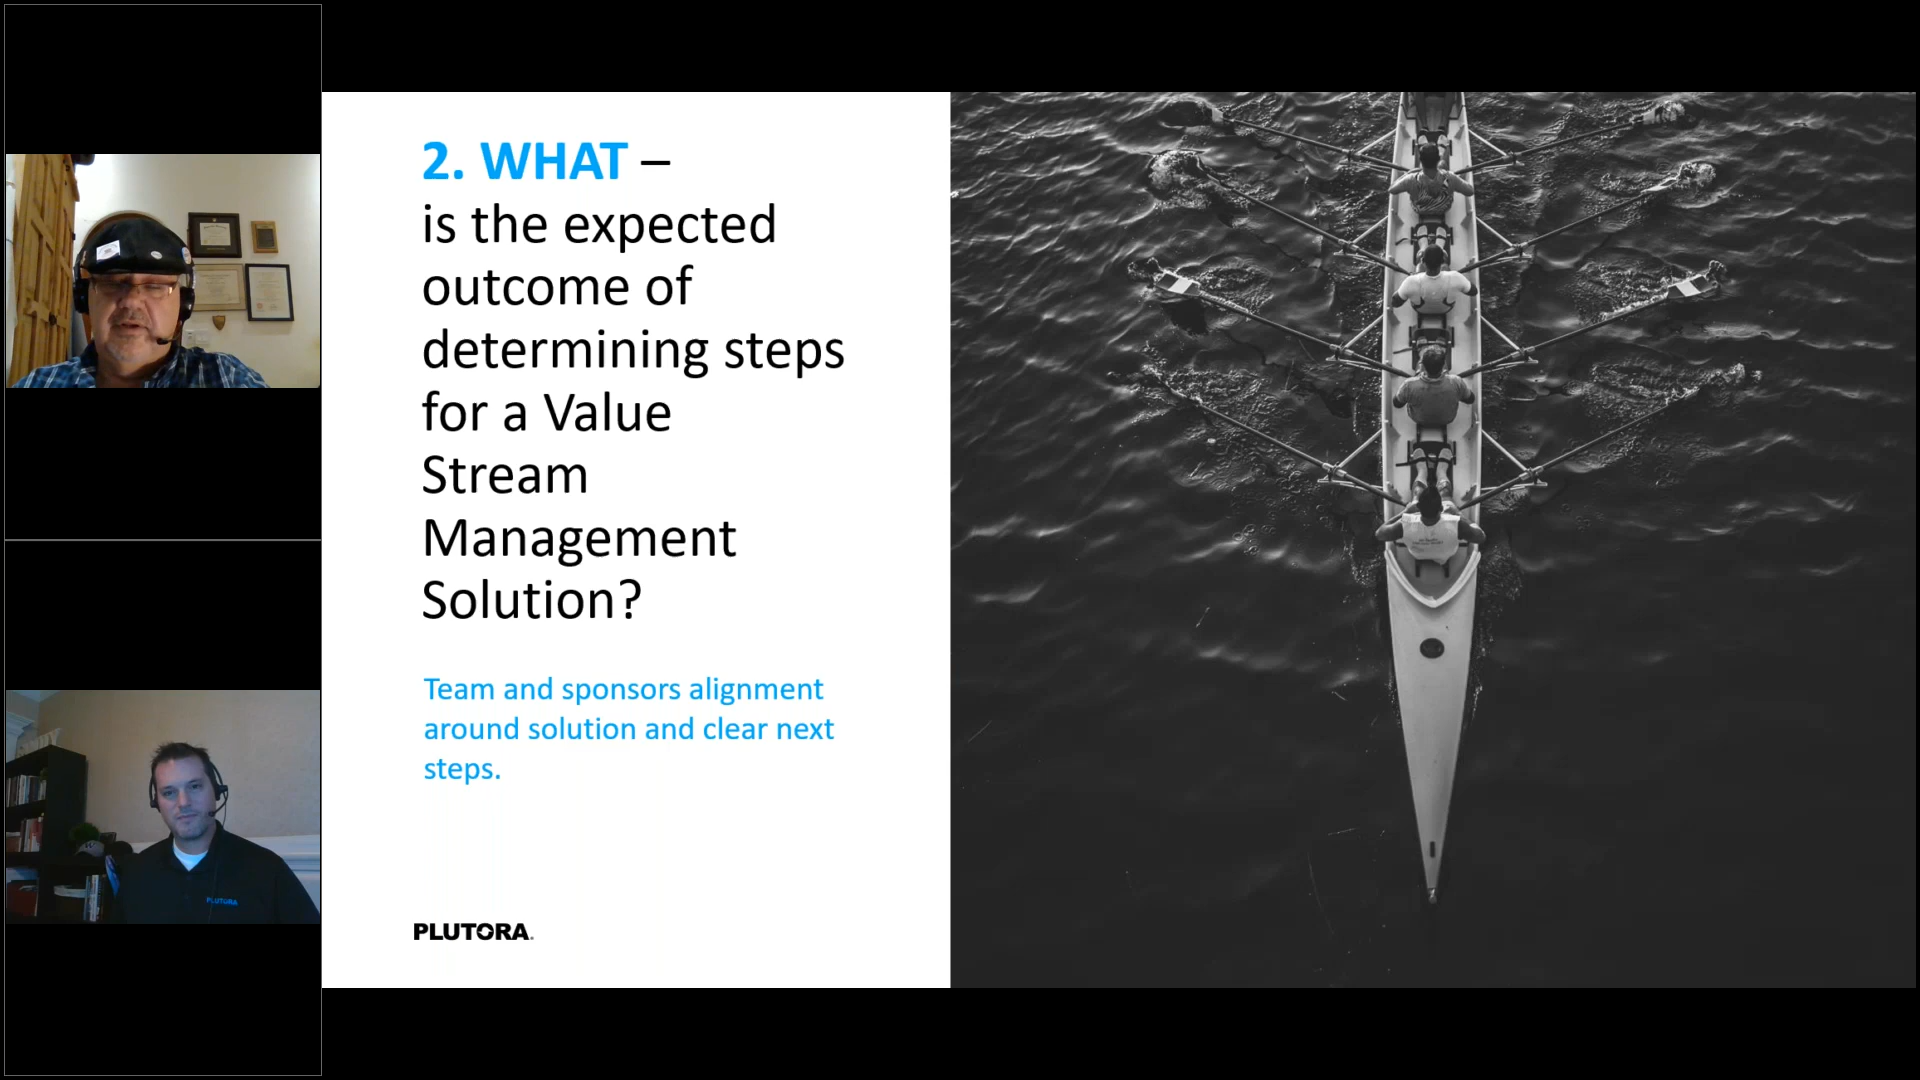 2. WHAT –
is the expected
outcome of
determining steps
for a Value
Stream
Management
Solution?
Team and sponsors alignment
around solution and clear next
steps.
PLUTORA
PLUTORA